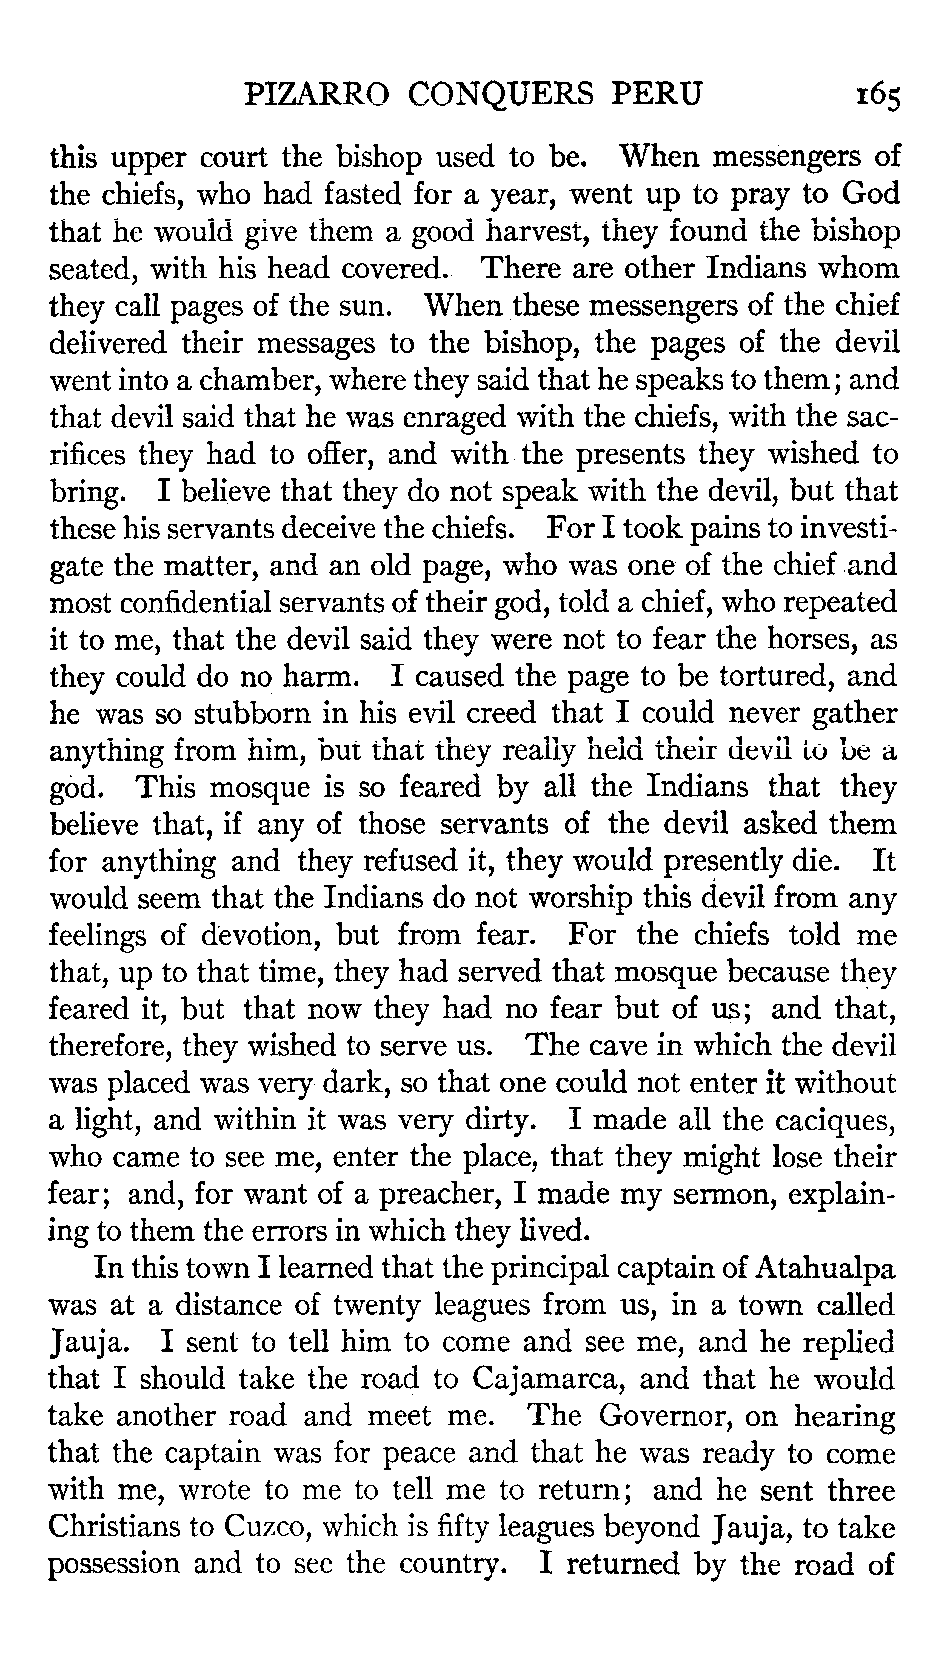 PIZARRO CONQUERS PERU 165
this upper court the bishop used to be. When messengers of
the chiefs, who had fasted for a year, went up to pray to God
that he would give them a good harvest, they found the bishop
seated, with his head covered. There are other Indians whom
they call pages of the sun. When these messengers of the chief
delivered their messages to the bishop, the pages of the devil
went into a chamber, where they said that he speaks to them; and
that devil said that he was enraged with the chiefs, with the sac-
rifices they had to offer, and with the presents they wished to
bring. I believe that they do not speak with the devil, but that
these his servants deceive the chiefs. For I took pains to investi-
gate the matter, and an old page, who was one of the chief and
most confidential servants of their god, told a chief, who repeated
it to me, that the devil said they were not to fear the horses, as
they could do no harm. I caused the page to be tortured, and
he was so stubborn in his evil creed that I could never gather
anything from him, but that they really held their devil to be a
god. This mosque is so feared by all the Indians that they
believe that, if any of those servants of the devil asked them
for anything and they refused it, they would presently die. It
would seem that the Indians do not worship this devil from any
feelings of devotion, but from fear. For the chiefs told me
that, up to that time, they had served that mosque because they
feared it, but that now they had no fear but of us; and that,
therefore, they wished to serve us. The cave in which the devil
was placed was very dark, so that one could not enter it without
a light, and within it was very dirty. I made all the caciques,
who came to see me, enter the place, that they might lose their
fear; and, for want of a preacher, I made my sermon, explain-
ing to them the errors in which they lived.
In this town I learned that the principal captain of Atahualpa
was at a distance of twenty leagues from us, in a town called
Jauja. I sent to tell him to come and see me, and he replied
that I should take the road to Cajamarca, and that he would
take another road and meet me. The Governor, on hearing
that the captain was for peace and that he was ready to come
with me, wrote to me to tell me to return; and he sent three
Christians to Cuzco, which is fifty leagues beyond Jauja, to take
possession and to see the country. I returned by the road of